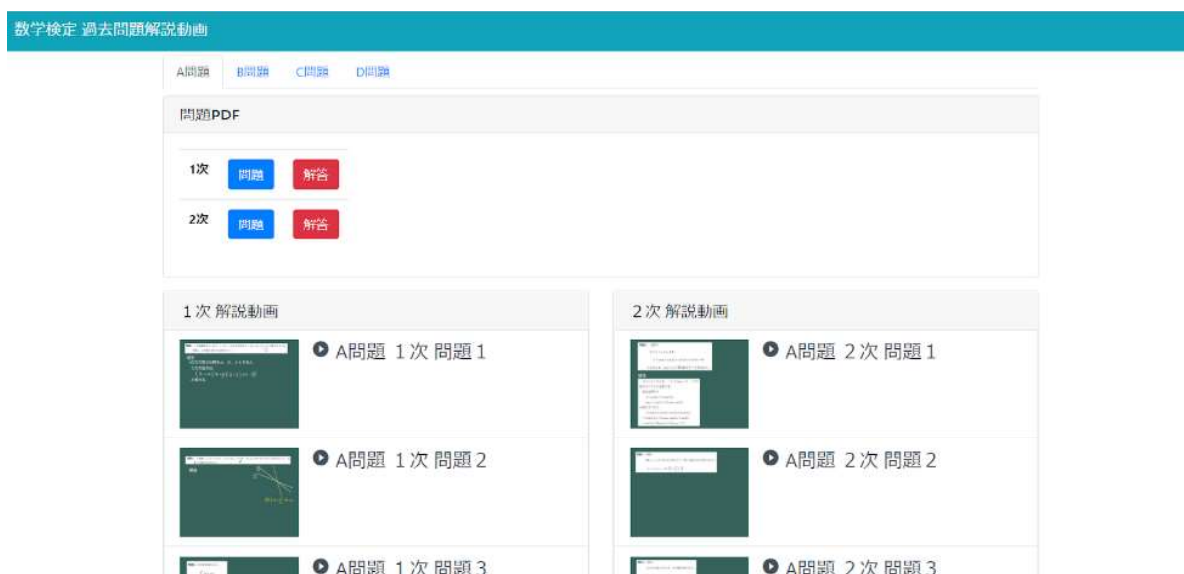 数学検定 過去問題解説動画
A問題 B問題 C問題 D問題
問題PDF
1次 問題 解答
2次 問題 解答
1次 解説動画
A問題 1次 問題1
A問題 1次 問題2
A問題 1次 問題3
2次 解説動画
A問題 2次 問題1
A問題 2次 問題2
A問題 2次 問題3